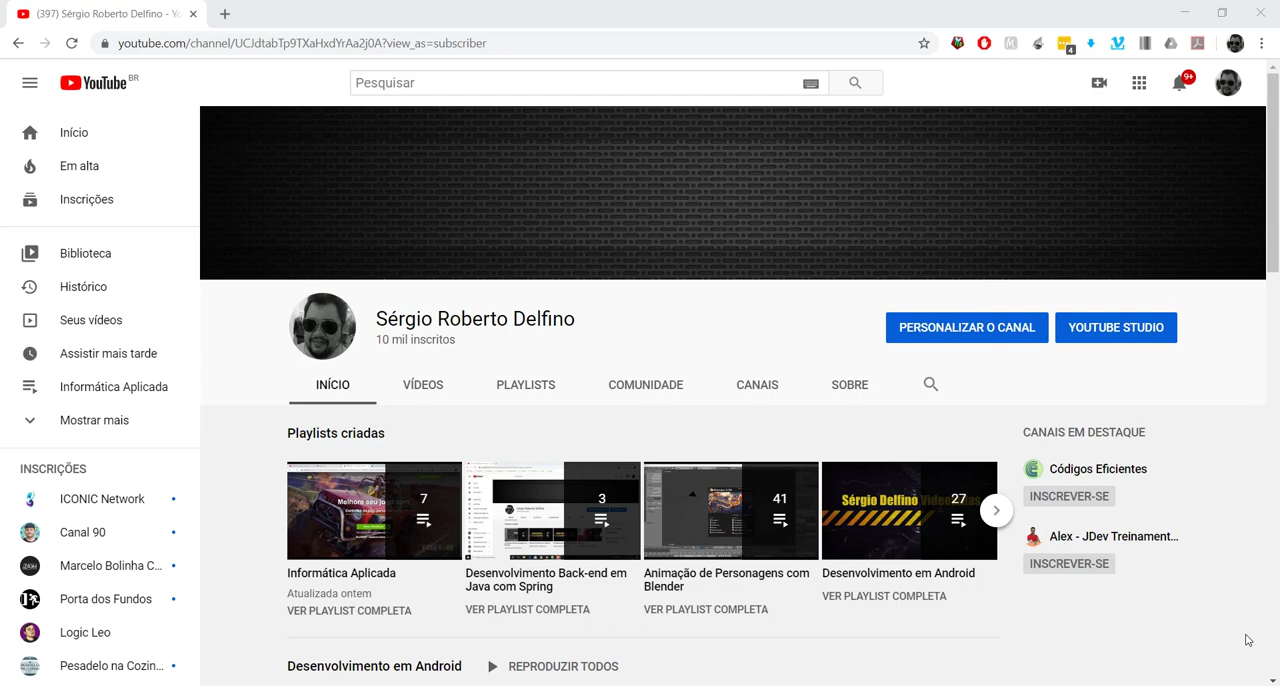 (397) Sérgio Roberto Delfino - Yo
youtube.com/channel/UCJdtabTp9TXaHxdYrAa2j0A?view_as=subscriber
4
YouTube BR
Pesquisar
9+
Início
Em alta
Inscrições
Biblioteca
Histórico
Seus vídeos
Assistir mais tarde
Informática Aplicada
Mostrar mais
INSCRIÇÕES
ICONIC Network
Canal 90
Marcelo Bolinha C...
Porta dos Fundos
Logic Leo
Pesadelo na Cozin...
Sérgio Roberto Delfino
10 mil inscritos
PERSONALIZAR O CANAL
YOUTUBE STUDIO
INÍCIO VÍDEOS PLAYLISTS COMUNIDADE CANAIS SOBRE
Playlists criadas
7
Informática Aplicada
Atualizada ontem
VER PLAYLIST COMPLETA
3
Desenvolvimento Back-end em
Java com Spring
VER PLAYLIST COMPLETA
41
Animação de Personagens com
Blender
VER PLAYLIST COMPLETA
Sérgio Delfino
27
Desenvolvimento em Android
VER PLAYLIST COMPLETA
Desenvolvimento em Android
REPRODUZIR TODOS
CANAIS EM DESTAQUE
Códigos Eficientes
INSCREVER-SE
Alex - JDev Treinament...
INSCREVER-SE